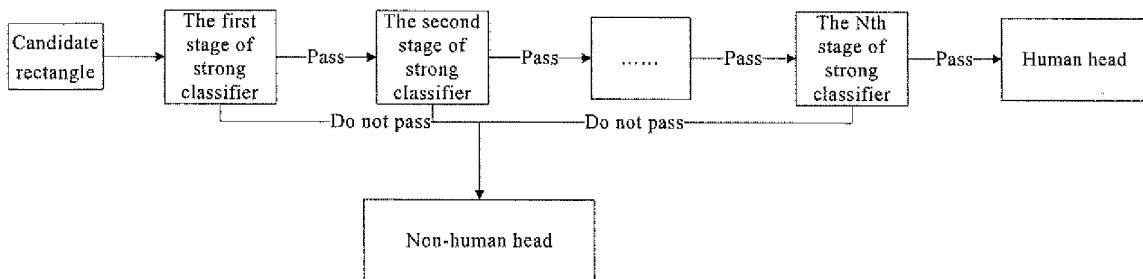 Candidate
rectangle
The first
stage of
strong
classifier
Pass
The second
stage of
strong
classifier
Pass
......
Pass
The Nth
stage of
strong
classifier
Pass
Human head
Do not pass
Do not pass
Non-human head